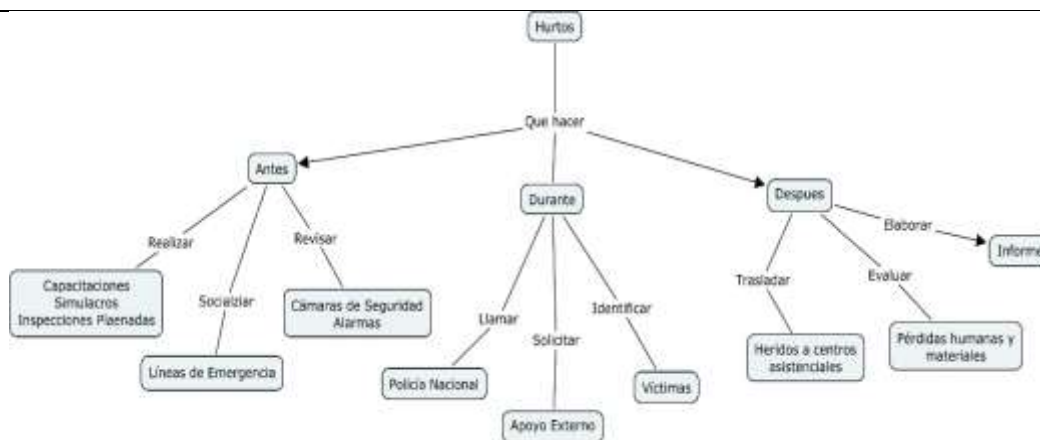 Hurtos
Que hacer
Antes
Durante
Despues
Realizar
Revisar
Elaborar
Informe
Capacitaciones
Simulacros
Inspecciones Plaenadas
Socialziar
Cámaras de Seguridad
Alarmas
Llamar
Solicitar
Identificar
Trasladar
Evaluar
Líneas de Emergencia
Policía Nacional
Apoyo Externo
Víctimas
Heridos a centros
asistenciales
Pérdidas humanas y
materiales